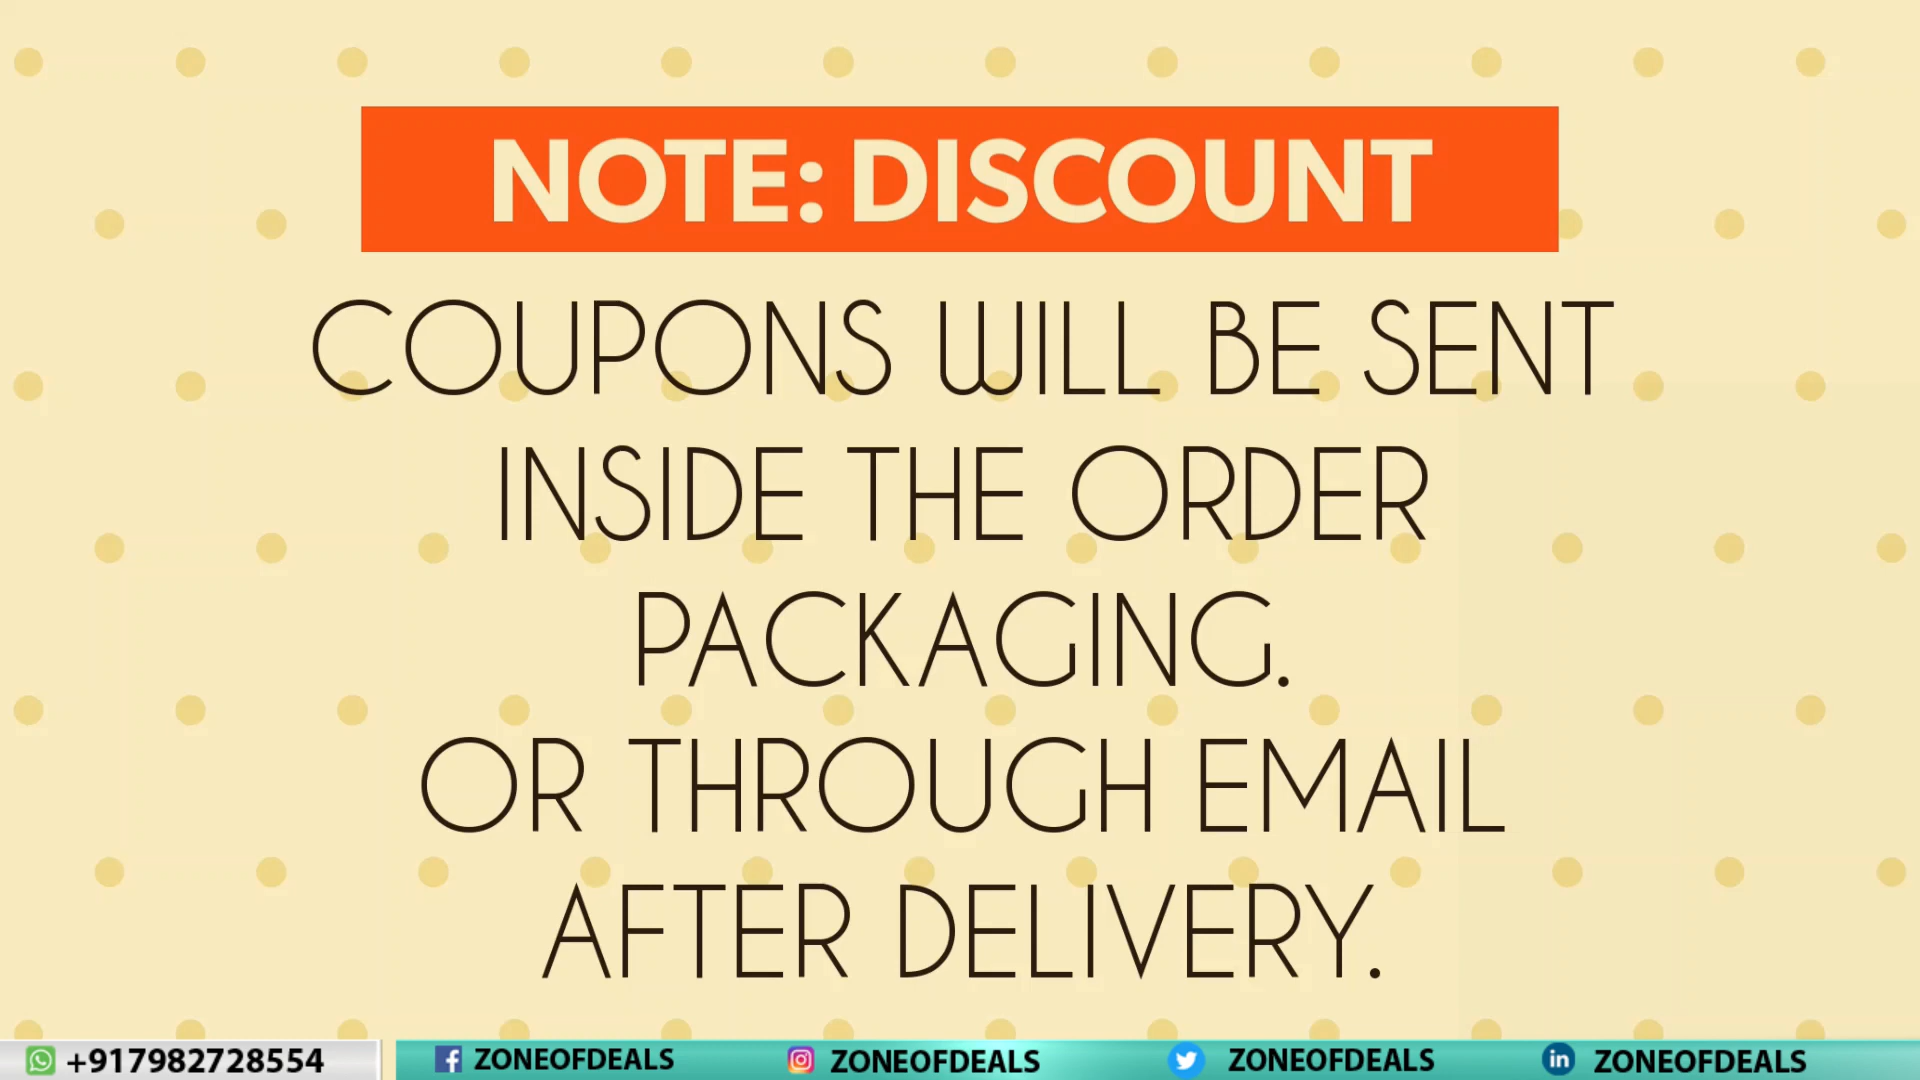 NOTE: DISCOUNT
COUPONS WILL BE SENT
INSIDE THE ORDER
PACKAGING.
OR THROUGH EMAIL
AFTER DELIVERY.
+917982728554 ZONEOFDEALS ZONEOFDEALS ZONEOFDEALS ZONEOFDEALS